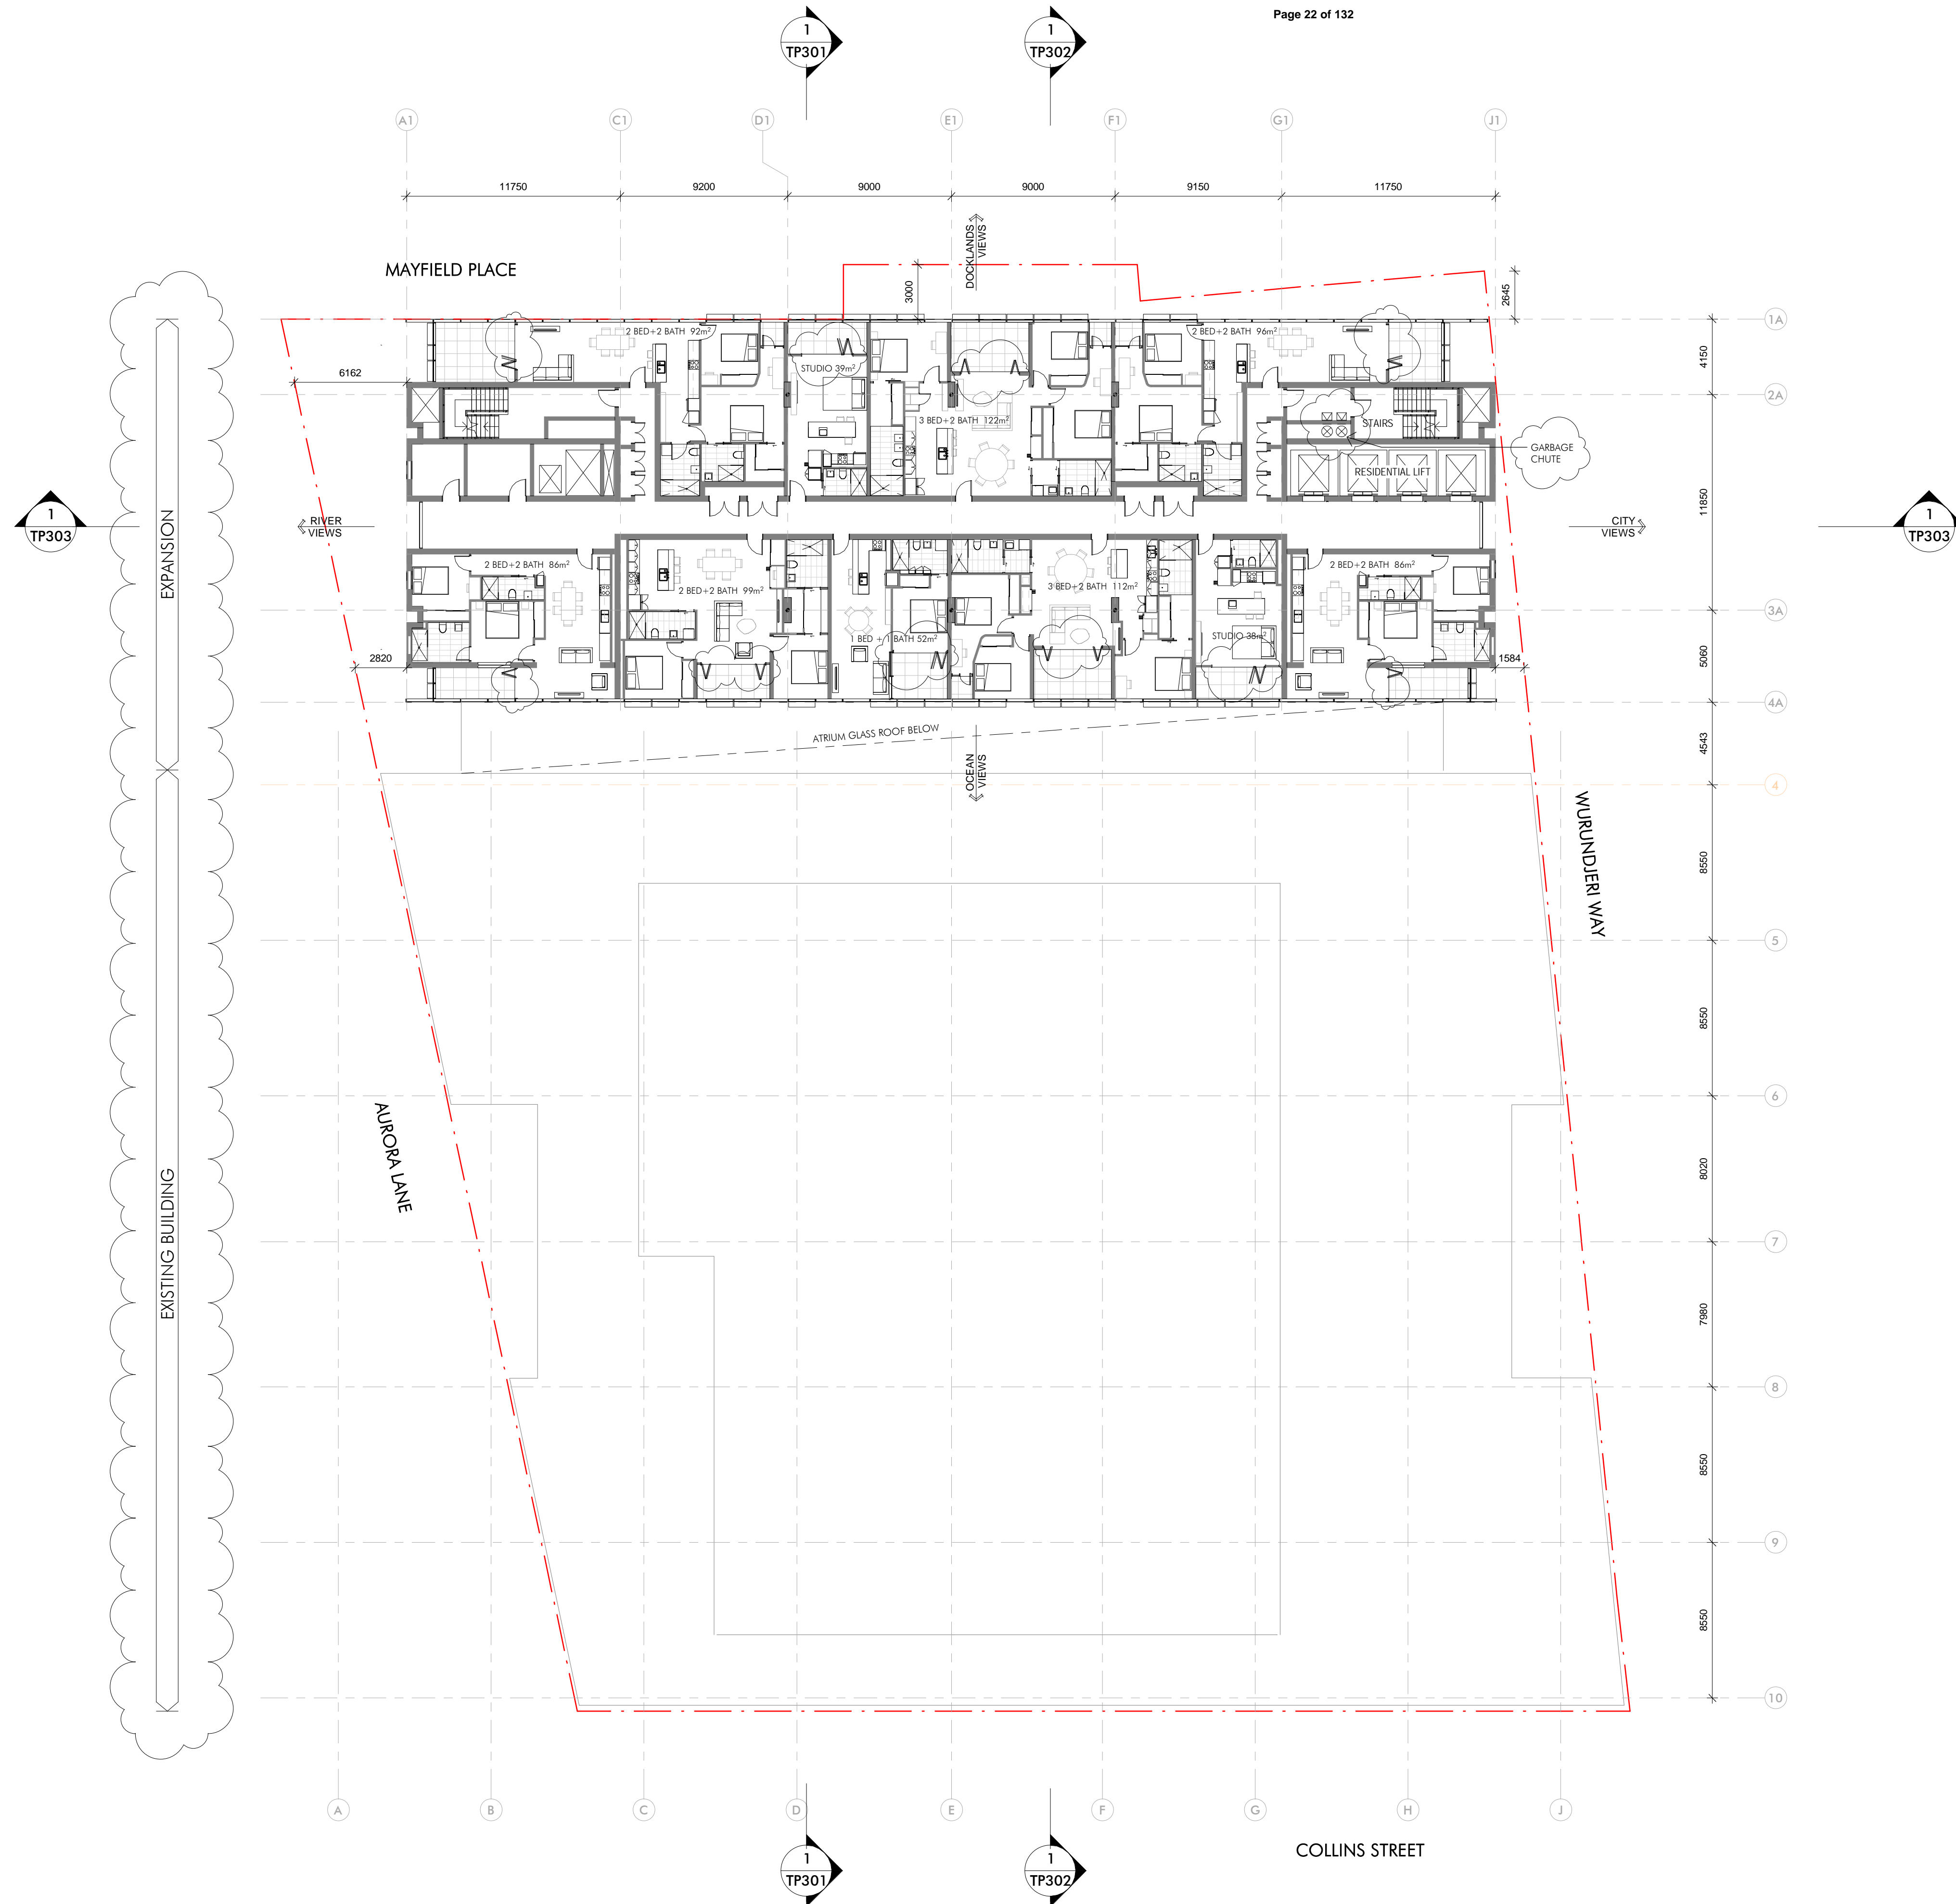 Page 22 of 132
1
TP301
1
TP302
A1
C1
D1
E1
F1
G1
J1
11750
9200
9000
9000
9150
11750
MAYFIELD PLACE
DOCKLANDS
VIEWS
3000
2645
1A
2 BED+2 BATH 92m²
2 BED+2 BATH 96m²
4150
6162
STUDIO 39m²
2A
3 BED+2 BATH 122m²
STAIRS
GARBAGE
CHUTE
RESIDENTIAL LIFT
11850
1
TP303
RIVER
VIEWS
CITY
VIEWS
1
TP303
EXPANSION
2 BED+2 BATH 86m²
2 BED+2 BATH 99m²
3 BED+2 BATH 112m²
2 BED+2 BATH 86m²
3A
1 BED + 1 BATH 52m²
STUDIO 38m²
2820
5060
1584
4A
ATRIUM GLASS ROOF BELOW
4543
OCEAN
VIEWS
4
WURUNDJERI WAY
8550
5
8550
6
AURORA LANE
8020
EXISTING BUILDING
7
7980
8
8550
9
8550
10
A
B
C
D
E
F
G
H
J
COLLINS STREET
1
TP301
1
TP302